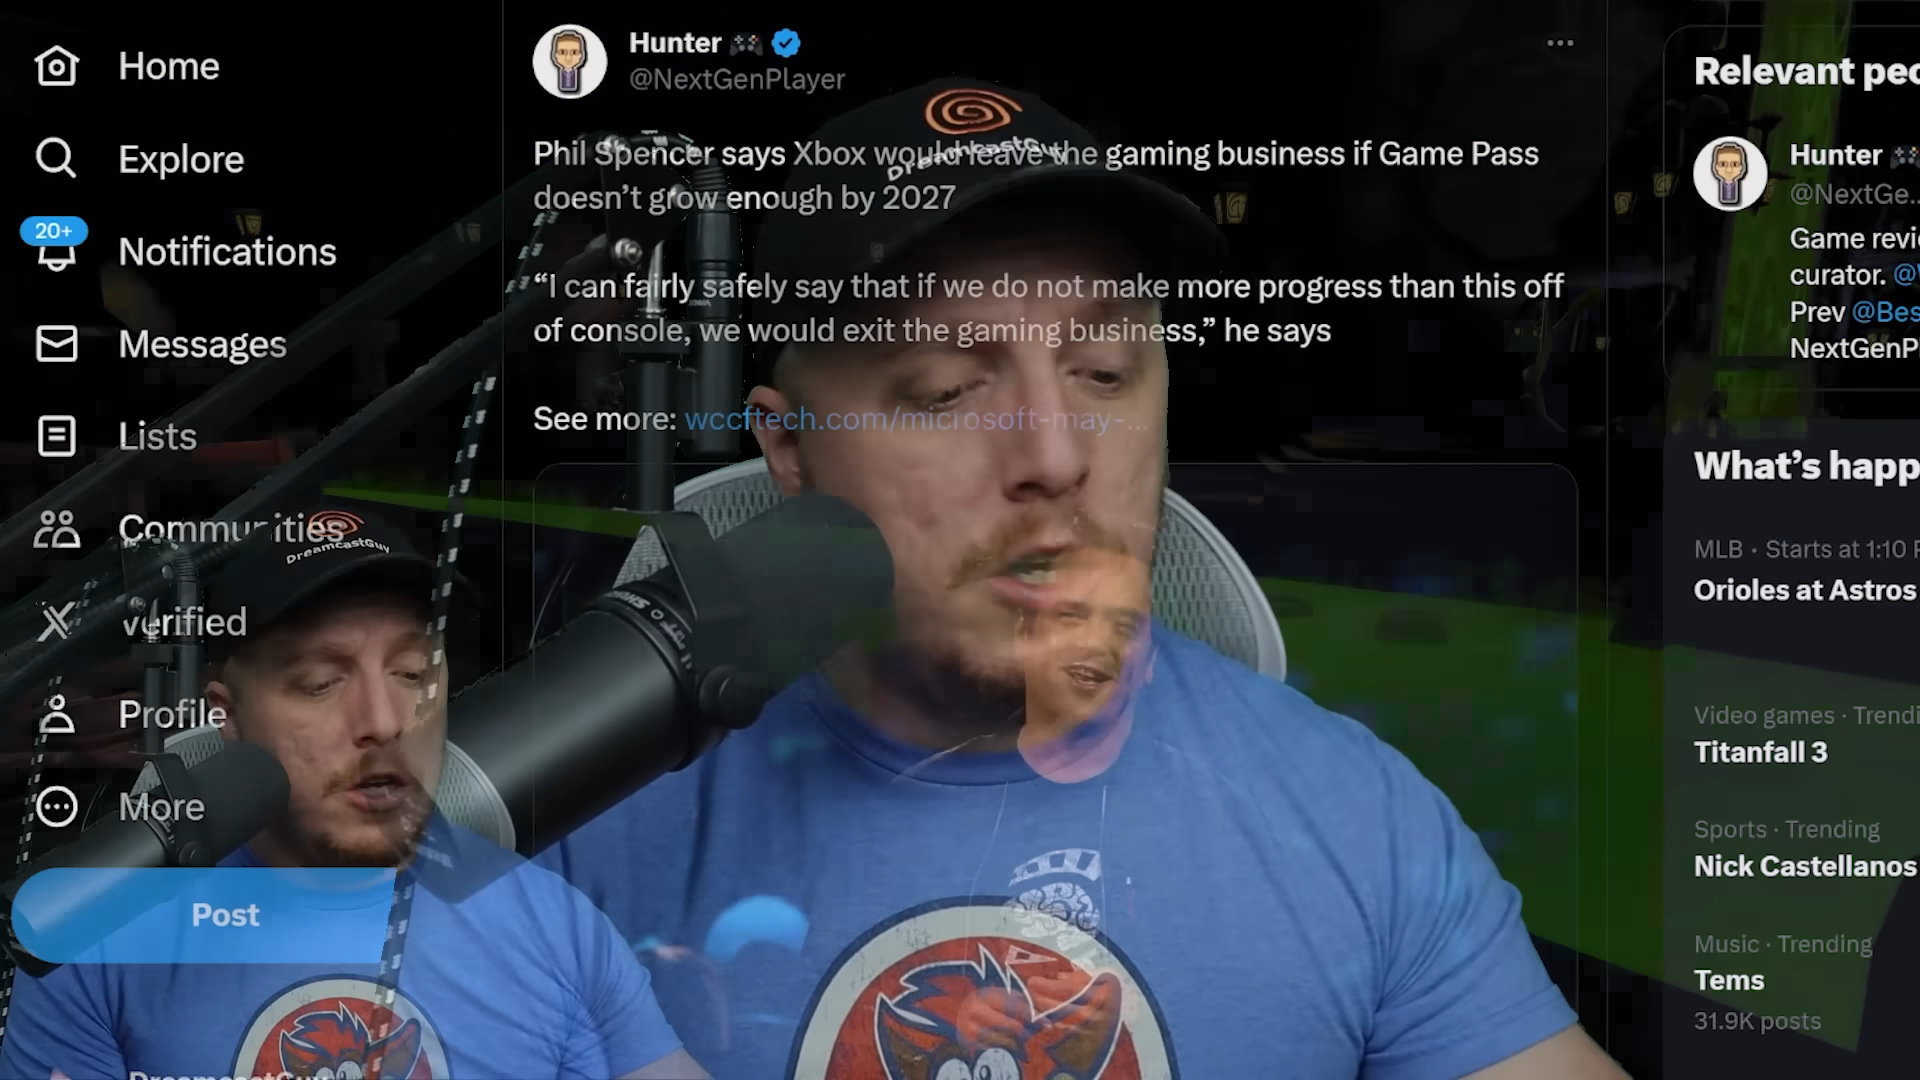 Home
Explore
20+
Notifications
Messages
Lists
Communities
Verified
Profile
More
Post
Hunter
@NextGenPlayer
Phil Spencer says Xbox would leave the gaming business if Game Pass
doesn’t grow enough by 2027
“I can fairly safely say that if we do not make more progress than this off
of console, we would exit the gaming business,” he says
See more: wccftech.com/microsoft-may-...
DreamcastGuy
DreamcastGuy
DreamcastGuy
SHURE
Relevant peo
Hunter
@NextGe...
Game revi
curator. @
Prev @Bes
NextGenP
What’s happ
MLB · Starts at 1:10 P
Orioles at Astros
Video games · Trendi
Titanfall 3
Sports · Trending
Nick Castellanos
Music · Trending
Tems
31.9K posts